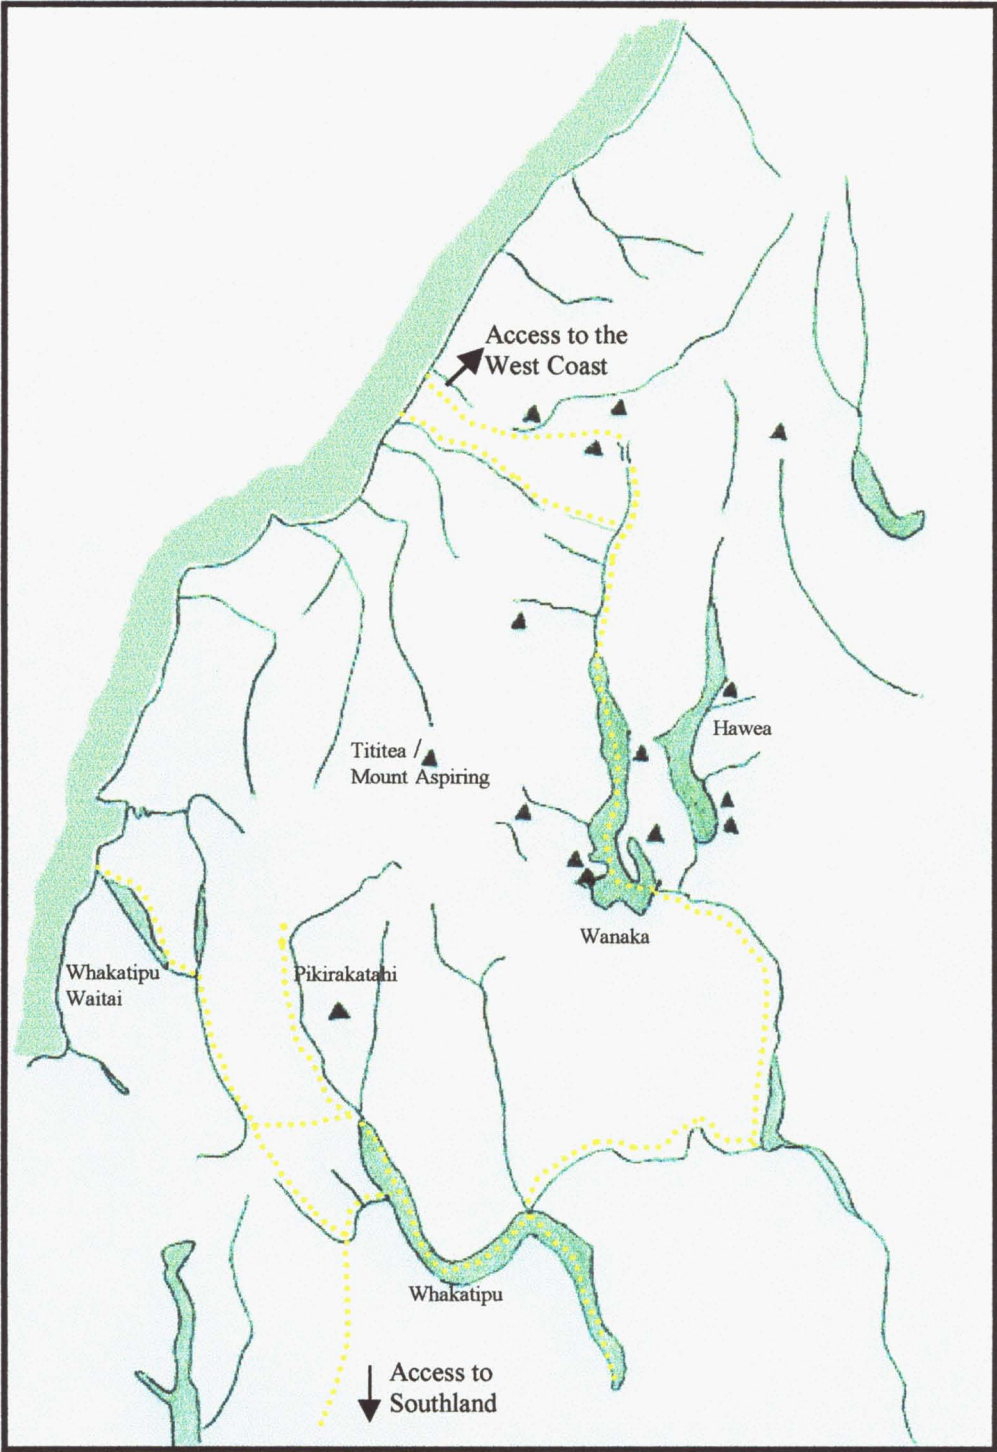 Access to the
West Coast
Tititea /
Mount Aspiring
Hawea
Wanaka
Whakatipu
Waitai
Pikirakatahi
Whakatipu
Access to
Southland